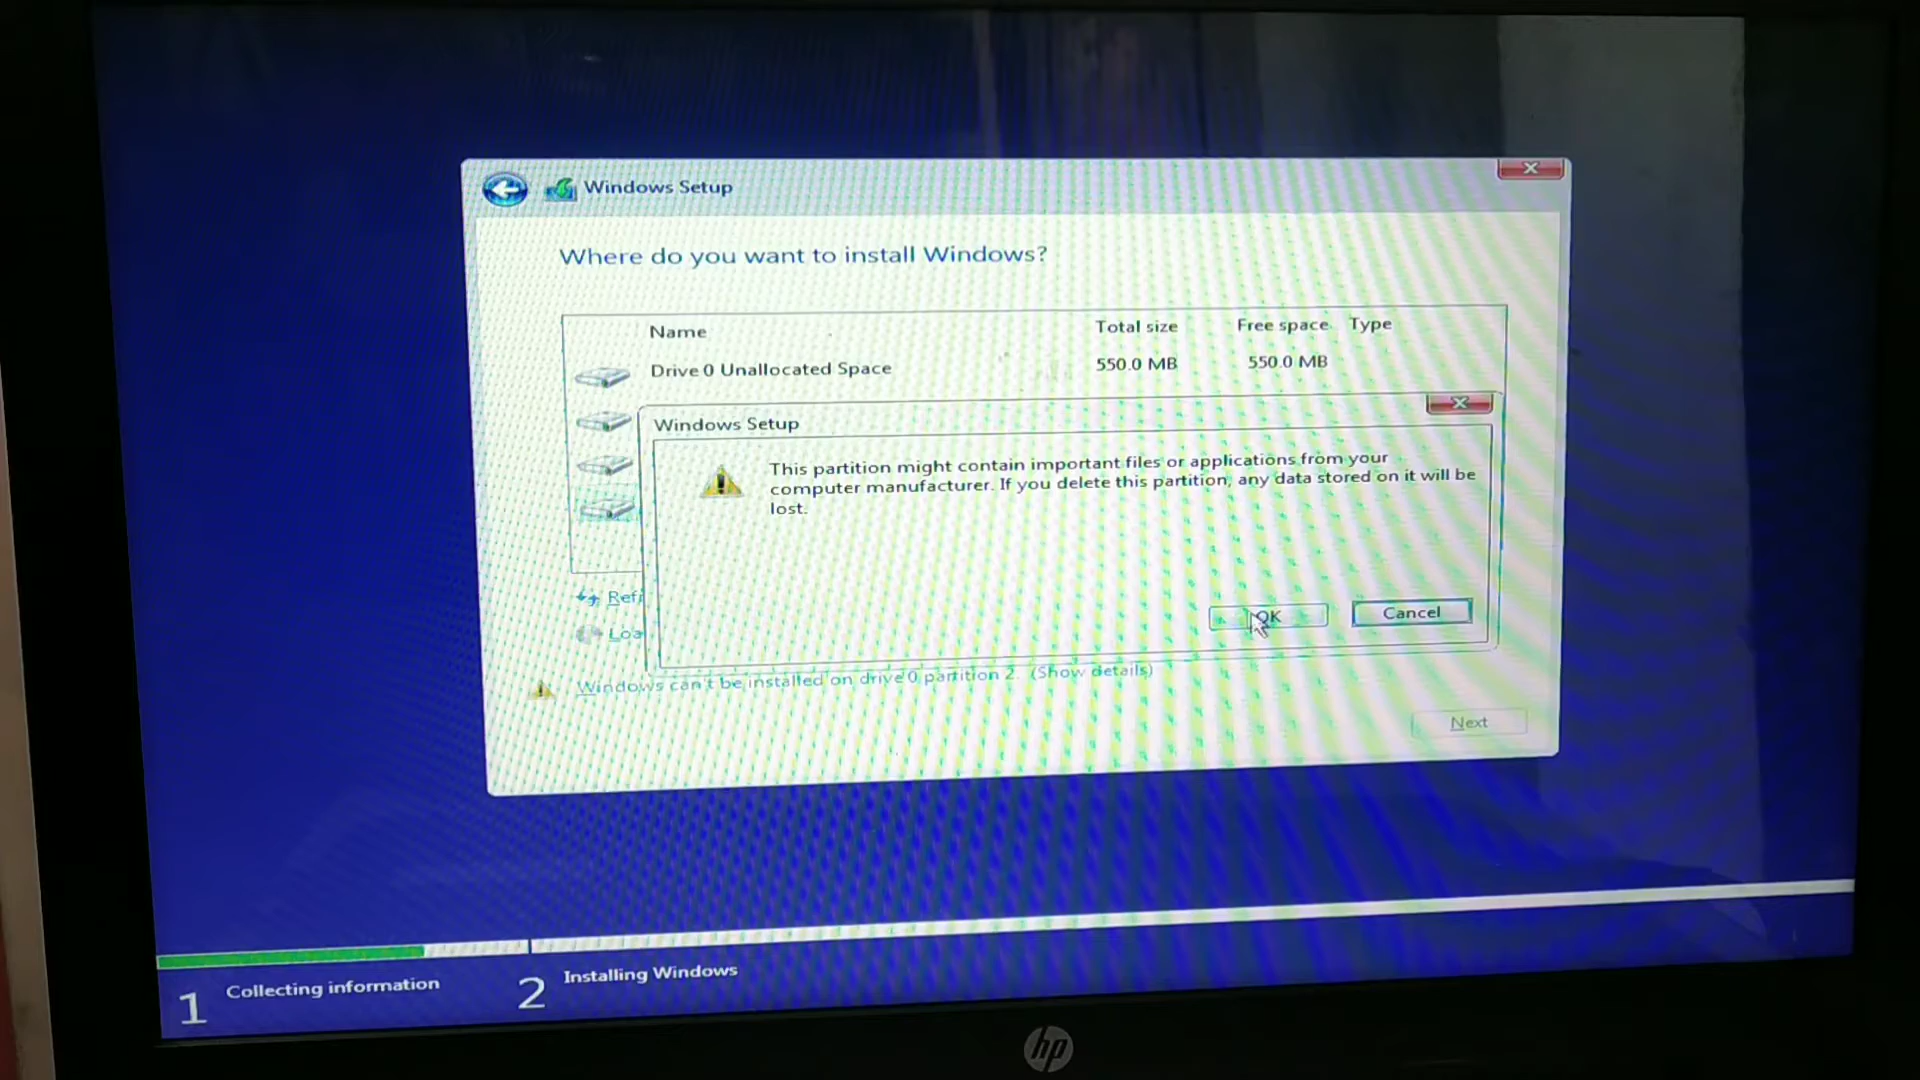 Windows Setup
Where do you want to install Windows?
Name Total size Free space Type
Drive 0 Unallocated Space 550.0 MB 550.0 MB
Windows Setup
This partition might contain important files or applications from your
computer manufacturer. If you delete this partition, any data stored on it will be
lost.
OK Cancel
Refr
Loa
Windows can't be installed on drive 0 partition 2. (Show details)
Next
1 Collecting information
2 Installing Windows
hp